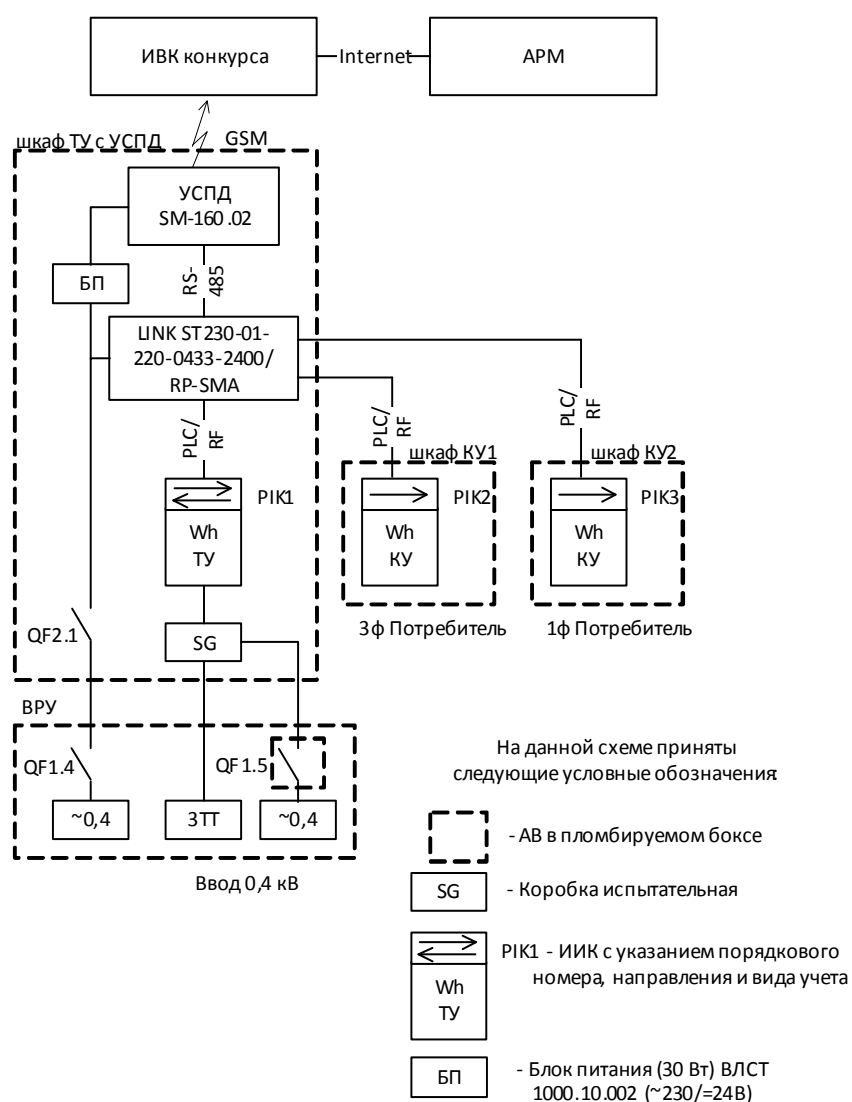 ИВК конкурса
Internet
АРМ
шкаф ТУ с УСПД
GSM
УСПД
SM-160.02
БП
RS-
485
LINK ST230-01-
220-0433-2400/
RP-SMA
PLC/
RF
PLC/
RF
PLC/
RF
шкаф КУ1
шкаф КУ2
PIK1
Wh
ТУ
PIK2
Wh
КУ
PIK3
Wh
КУ
3ф Потребитель
1ф Потребитель
QF2.1
SG
ВРУ
QF1.4
QF1.5
~0,4
3ТТ
~0,4
Ввод 0,4 кВ
На данной схеме приняты
следующие условные обозначения:
- АВ в пломбируемом боксе
SG
- Коробка испытательная
Wh
ТУ
PIK1 - ИИК с указанием порядкового
номера, направления и вида учета
БП
- Блок питания (30 Вт) ВЛСТ
1000.10.002 (~230/=24В)